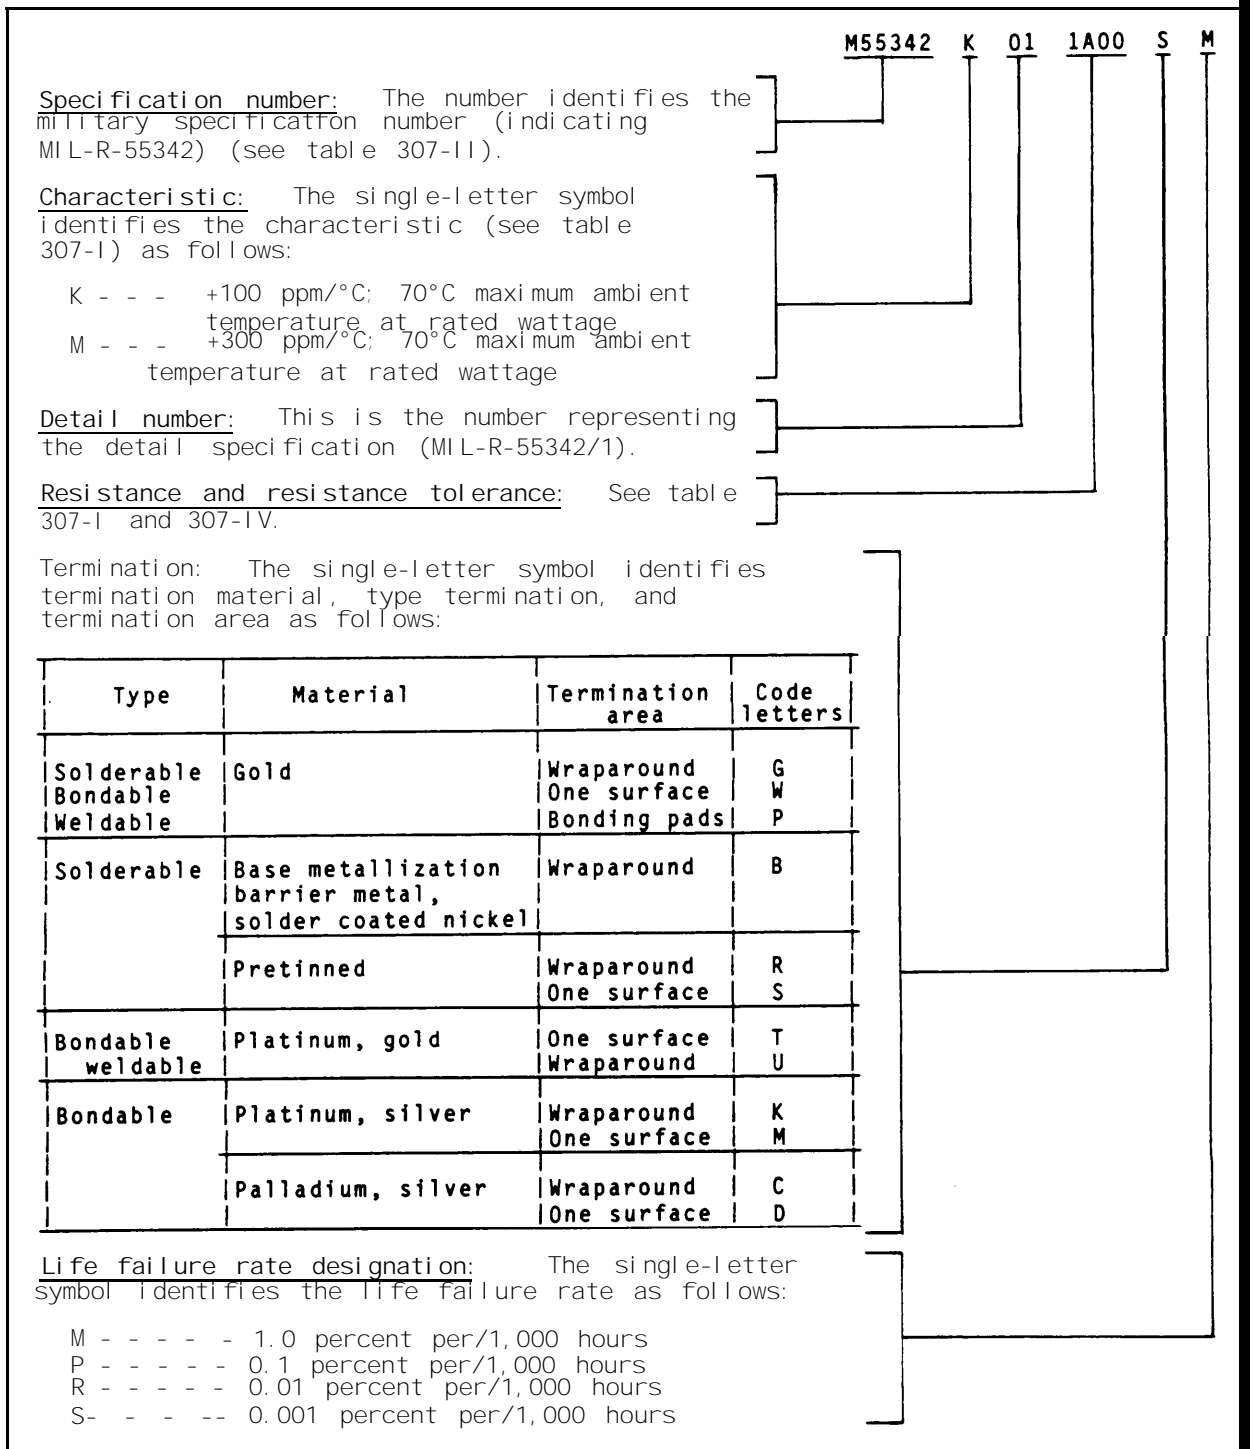 M55342 K 01 1A00 S M
Specification number: The number identifies the
military specificatfon number (indicating
MIL-R-55342) (see table 307-II).
Characteristic: The single-letter symbol
identifies the characteristic (see table
307-I) as follows:
K - - - +100 ppm/°C; 70°C maximum ambient
temperature at rated wattage
M - - - +300 ppm/°C; 70°C maximum ambient
temperature at rated wattage
Detail number: This is the number representing
the detail specification (MIL-R-55342/1).
Resistance and resistance tolerance: See table
307-I and 307-IV.
Termination: The single-letter symbol identifies
termination material, type termination, and
termination area as follows:
Type Material Termination Code
area letters
Solderable Gold Wraparound G
Bondable One surface W
Weldable Bonding pads P
Solderable Base metallization Wraparound B
barrier metal,
solder coated nickel
Pretinned Wraparound R
One surface S
Bondable Platinum, gold One surface T
weldable Wraparound U
Bondable Platinum, silver Wraparound K
One surface M
Palladium, silver Wraparound C
One surface D
Life failure rate designation: The single-letter
symbol identifies the life failure rate as follows:
M - - - - - 1.0 percent per/1,000 hours
P - - - - - 0.1 percent per/1,000 hours
R - - - - - 0.01 percent per/1,000 hours
S- - - -- 0.001 percent per/1,000 hours